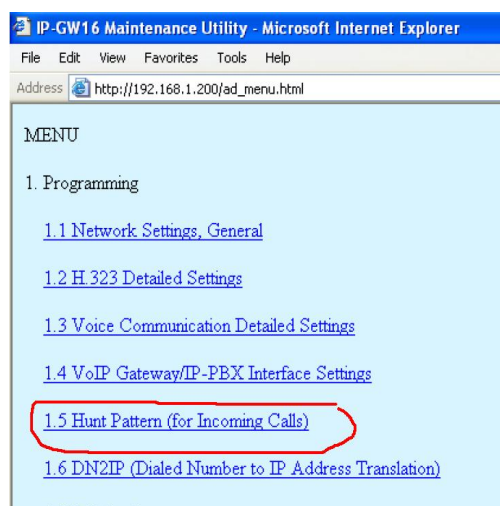 IP-GW16 Maintenance Utility - Microsoft Internet Explorer
File Edit View Favorites Tools Help
Address http://192.168.1.200/ad_menu.html
MENU
1. Programming
1.1 Network Settings, General
1.2 H.323 Detailed Settings
1.3 Voice Communication Detailed Settings
1.4 VoIP Gateway/IP-PBX Interface Settings
1.5 Hunt Pattern (for Incoming Calls)
1.6 DN2IP (Dialed Number to IP Address Translation)